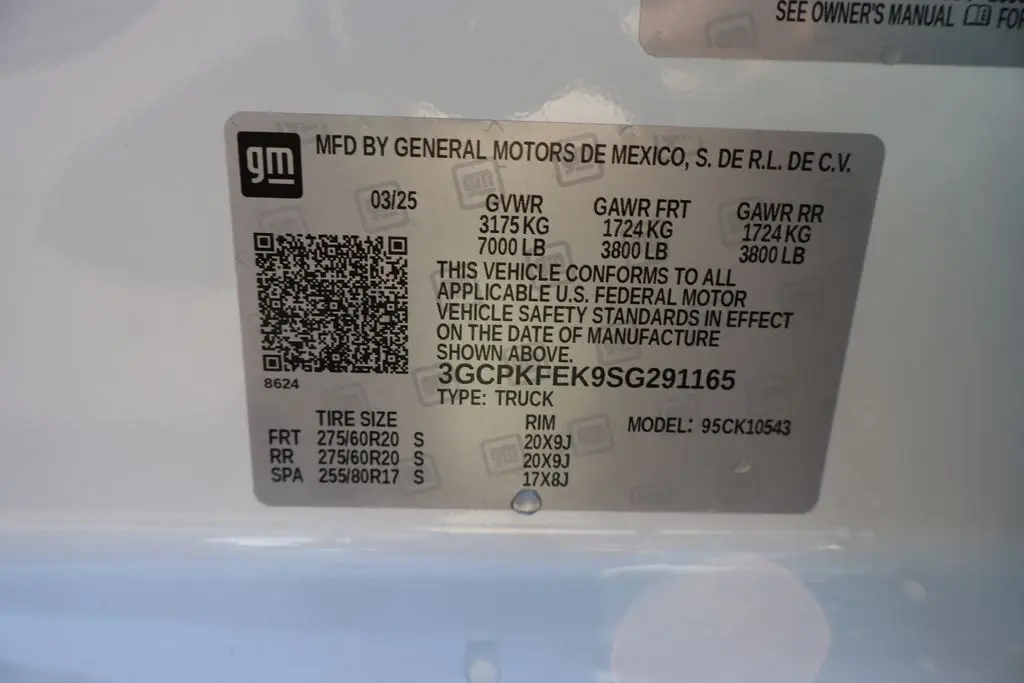 SEE OWNER'S MANUAL FOR
gm
MFD BY GENERAL MOTORS DE MEXICO, S. DE R.L. DE C.V.
03/25 GVWR GAWR FRT GAWR RR
3175 KG 1724 KG 1724 KG
7000 LB 3800 LB 3800 LB
THIS VEHICLE CONFORMS TO ALL
APPLICABLE U.S. FEDERAL MOTOR
VEHICLE SAFETY STANDARDS IN EFFECT
ON THE DATE OF MANUFACTURE
SHOWN ABOVE.
3GCPKFEK9SG291165
8624
TYPE: TRUCK
TIRE SIZE RIM MODEL: 95CK10543
FRT 275/60R20 S 20X9J
RR 275/60R20 S 20X9J
SPA 255/80R17 S 17X8J